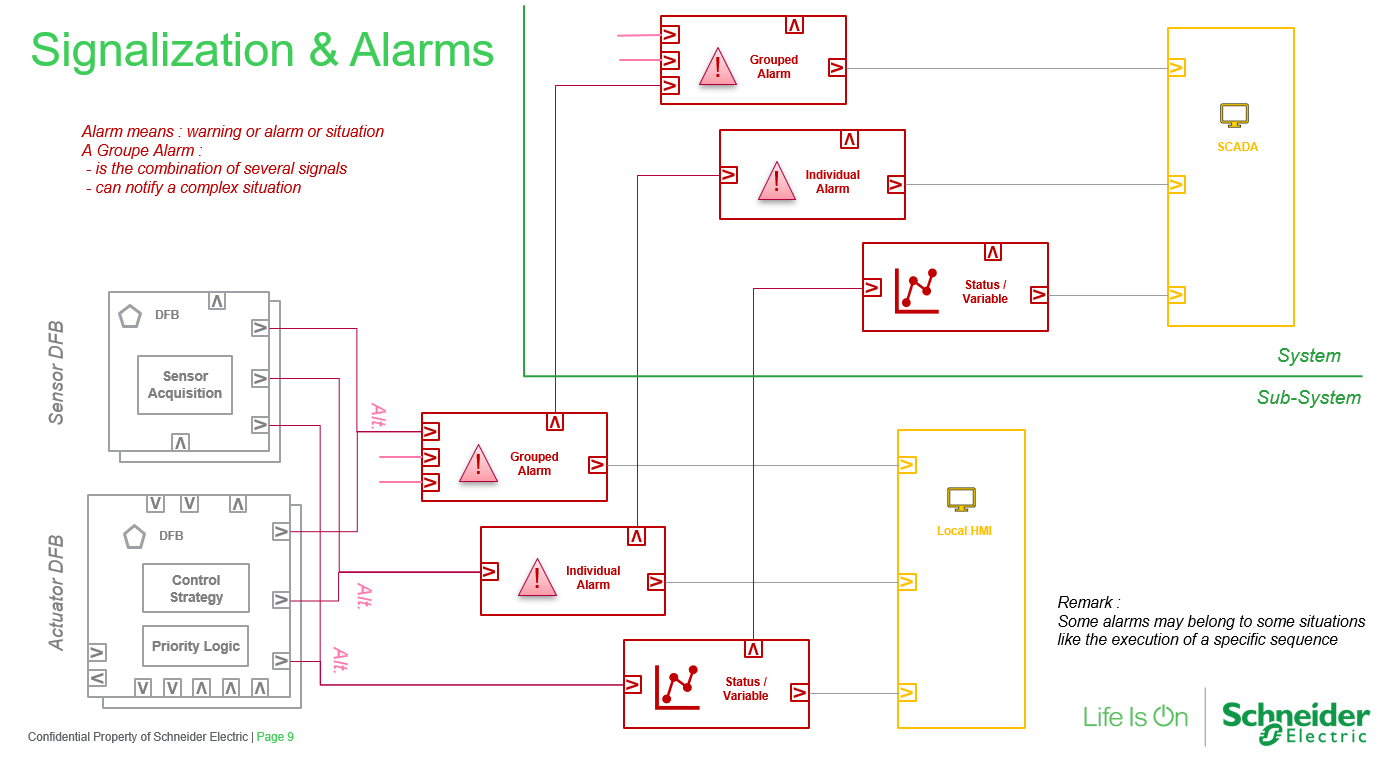 Signalization & Alarms
Alarm means : warning or alarm or situation
A Groupe Alarm :
- is the combination of several signals
- can notify a complex situation
Grouped
Alarm
Individual
Alarm
Status /
Variable
SCADA
System
Sub-System
Sensor DFB
DFB
Sensor
Acquisition
Actuator DFB
DFB
Control
Strategy
Priority Logic
Alt.
Alt.
Alt.
Grouped
Alarm
Individual
Alarm
Status /
Variable
Local HMI
Remark :
Some alarms may belong to some situations
like the execution of a specific sequence
Confidential Property of Schneider Electric | Page 9
Life Is On
Schneider
Electric